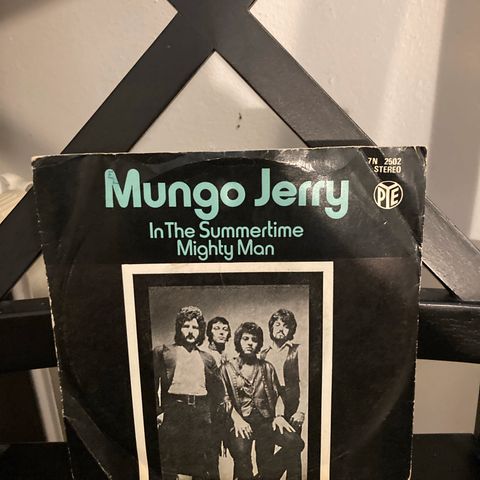 7N 2502
STEREO
Mungo Jerry
PYE
In The Summertime
Mighty Man